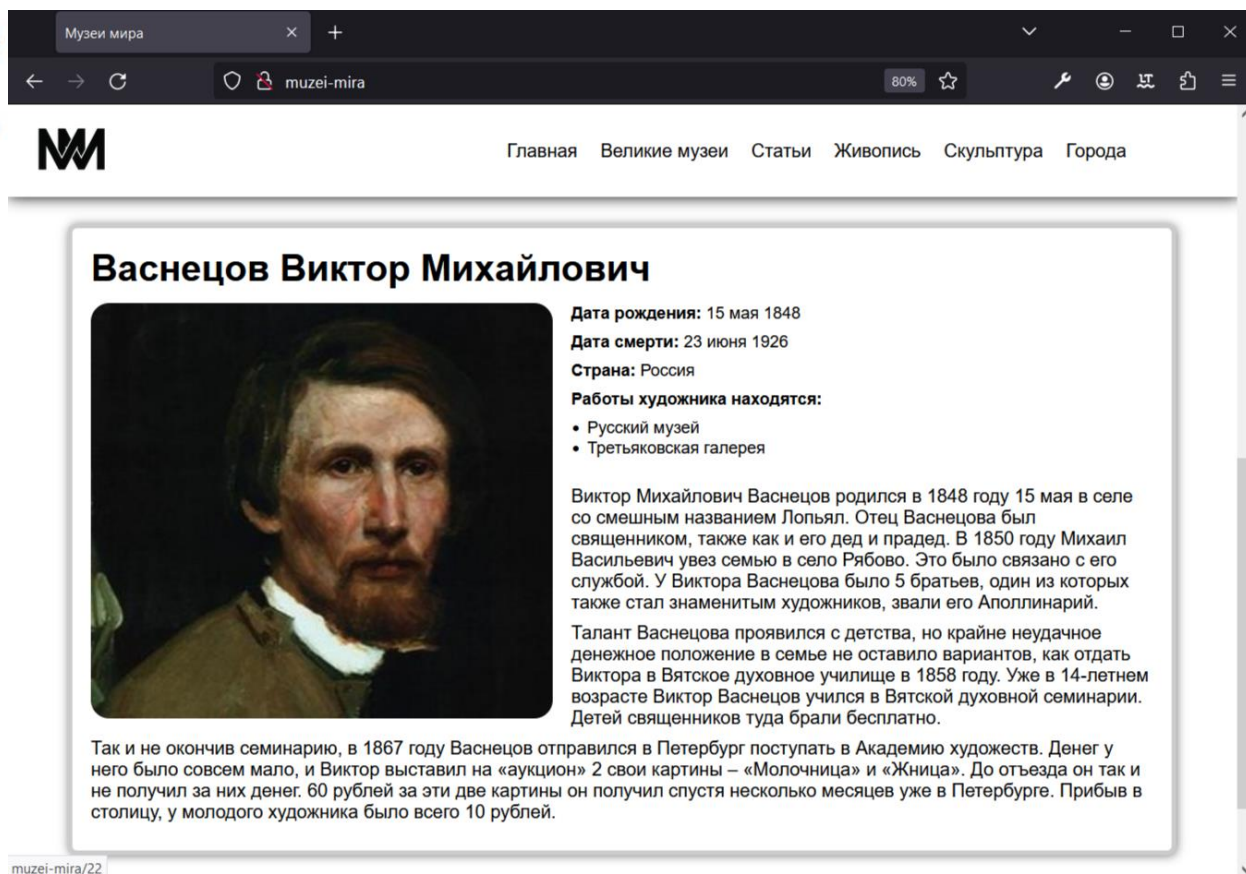 Музеи мира
muzei-mira
80%
NM
Главная Великие музеи Статьи Живопись Скульптура Города
Васнецов Виктор Михайлович
Дата рождения: 15 мая 1848
Дата смерти: 23 июня 1926
Страна: Россия
Работы художника находятся:
• Русский музей
• Третьяковская галерея
Виктор Михайлович Васнецов родился в 1848 году 15 мая в селе
со смешным названием Лопьял. Отец Васнецова был
священником, также как и его дед и прадед. В 1850 году Михаил
Васильевич увез семью в село Рябово. Это было связано с его
службой. У Виктора Васнецова было 5 братьев, один из которых
также стал знаменитым художников, звали его Аполлинарий.
Талант Васнецова проявился с детства, но крайне неудачное
денежное положение в семье не оставило вариантов, как отдать
Виктора в Вятское духовное училище в 1858 году. Уже в 14-летнем
возрасте Виктор Васнецов учился в Вятской духовной семинарии.
Детей священников туда брали бесплатно.
Так и не окончив семинарию, в 1867 году Васнецов отправился в Петербург поступать в Академию художеств. Денег у
него было совсем мало, и Виктор выставил на «аукцион» 2 свои картины – «Молочница» и «Жница». До отъезда он так и
не получил за них денег. 60 рублей за эти две картины он получил спустя несколько месяцев уже в Петербурге. Прибыв в
столицу, у молодого художника было всего 10 рублей.
muzei-mira/22